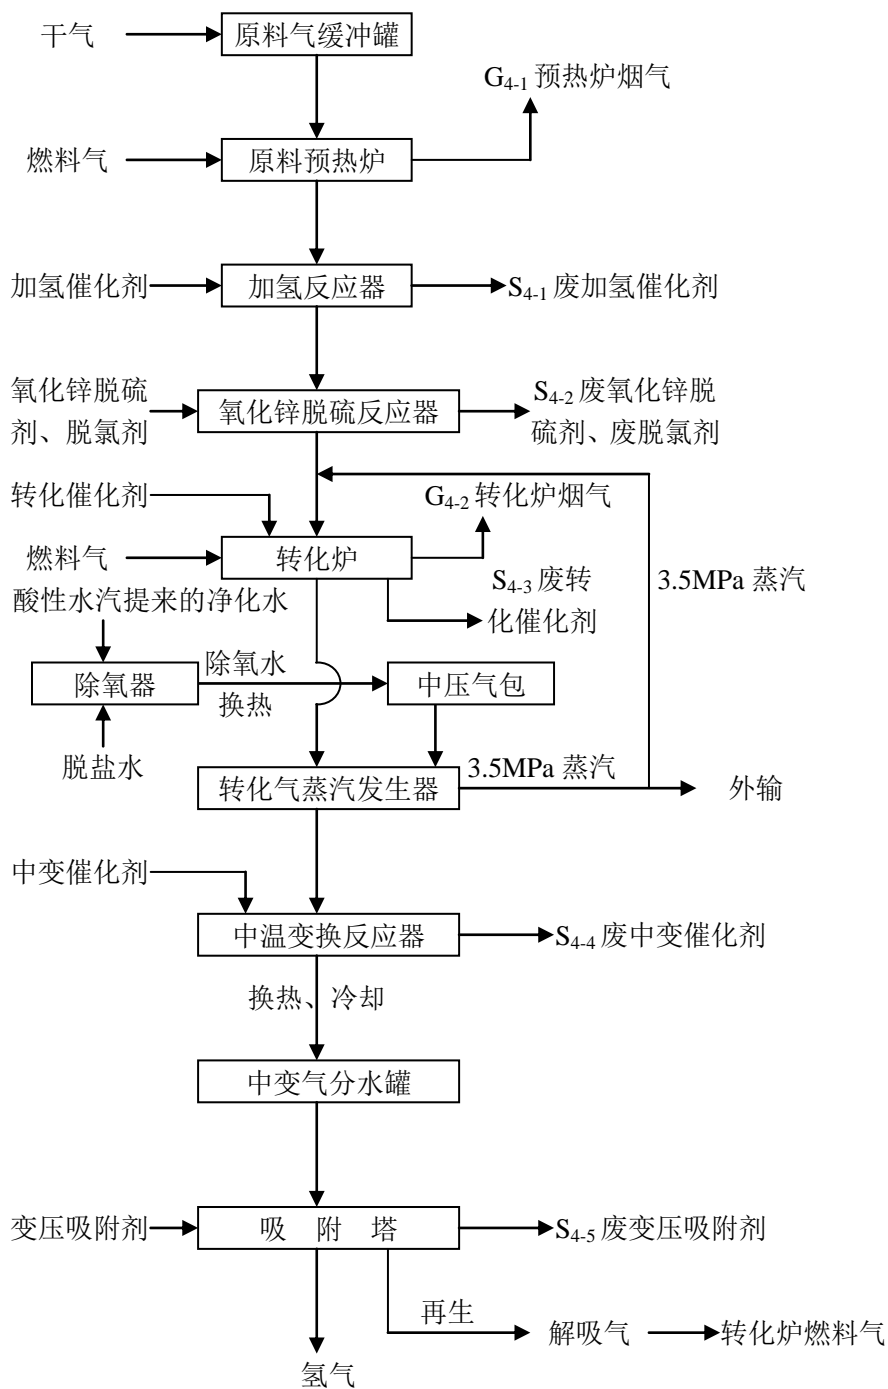 干气
原料气缓冲罐
G4-1 预热炉烟气
燃料气
原料预热炉
加氢催化剂
加氢反应器
S4-1 废加氢催化剂
氧化锌脱硫
剂、脱氯剂
氧化锌脱硫反应器
S4-2 废氧化锌脱
硫剂、废脱氯剂
转化催化剂
G4-2 转化炉烟气
燃料气
转化炉
S4-3 废转
化催化剂
3.5MPa 蒸汽
酸性水汽提来的净化水
除氧器
除氧水
换热
中压气包
脱盐水
转化气蒸汽发生器
3.5MPa 蒸汽
外输
中变催化剂
中温变换反应器
S4-4 废中变催化剂
换热、冷却
中变气分水罐
变压吸附剂
吸 附 塔
S4-5 废变压吸附剂
再生
解吸气
转化炉燃料气
氢气